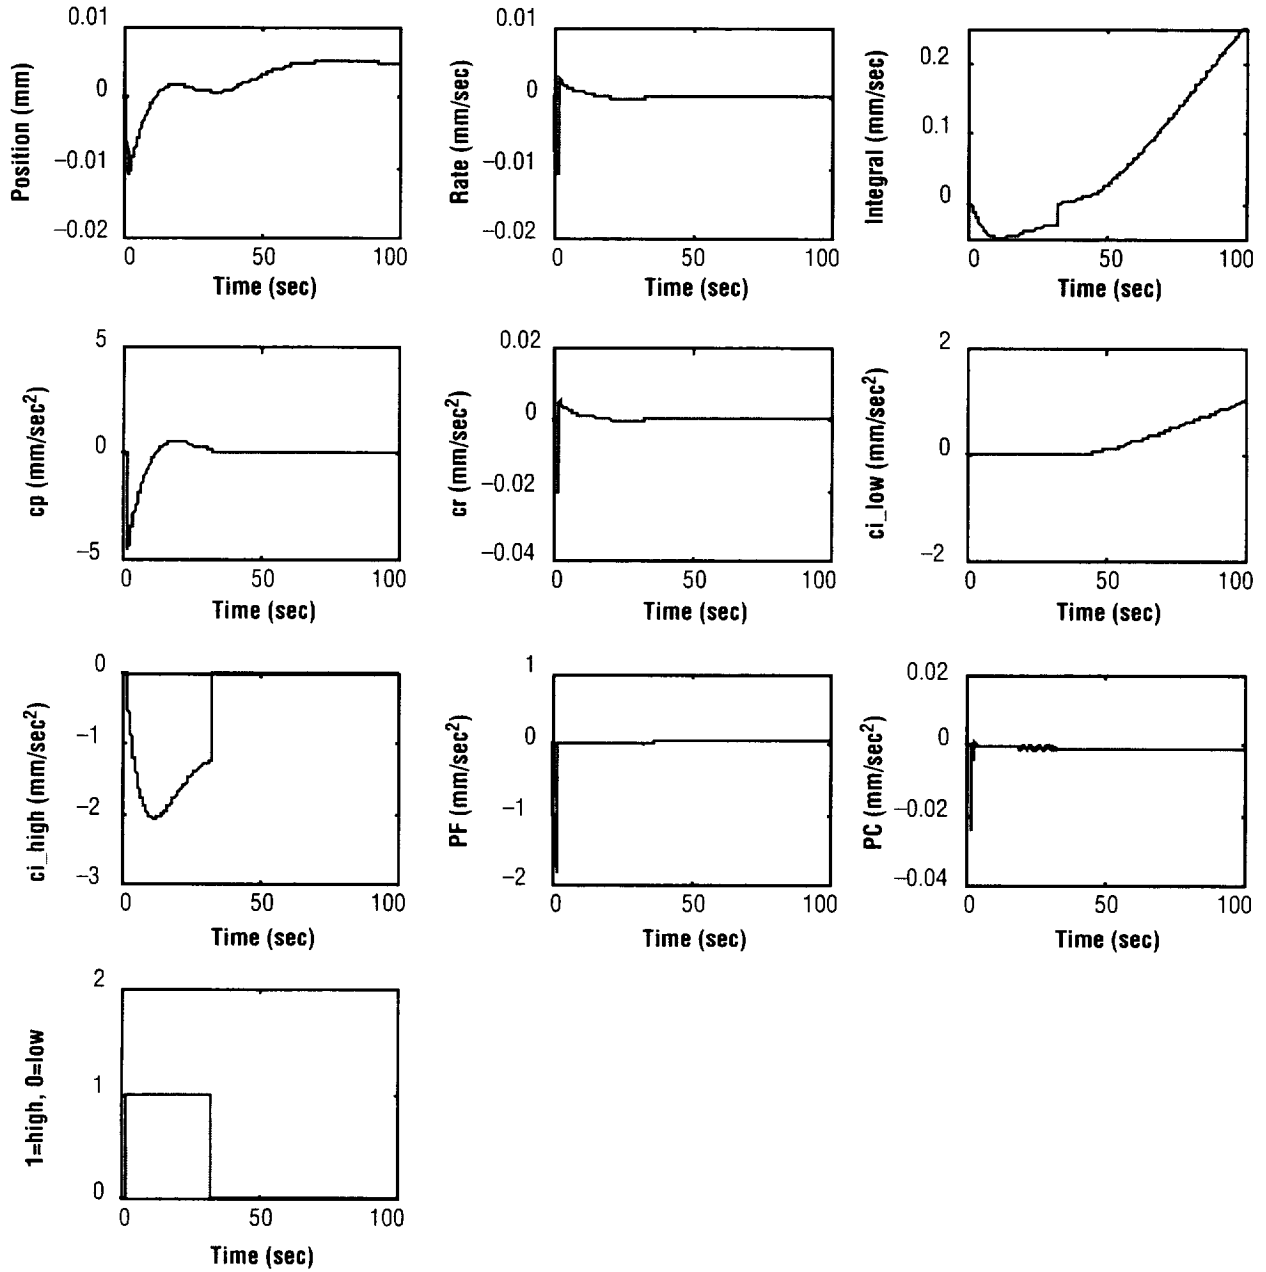 Position (mm)
0.01
0
−0.01
−0.02
0 50 100
Time (sec)
Rate (mm/sec)
0.01
0
−0.01
−0.02
0 50 100
Time (sec)
Integral (mm/sec)
0.2
0.1
0
0 50 100
Time (sec)
cp (mm/sec²)
5
0
−5
0 50 100
Time (sec)
cr (mm/sec²)
0.02
0
−0.02
−0.04
0 50 100
Time (sec)
ci_low (mm/sec²)
2
0
−2
0 50 100
Time (sec)
ci_high (mm/sec²)
0
−1
−2
−3
0 50 100
Time (sec)
PF (mm/sec²)
1
0
−1
−2
0 50 100
Time (sec)
PC (mm/sec²)
0.02
0
−0.02
−0.04
0 50 100
Time (sec)
1=high, 0=low
2
1
0
0 50 100
Time (sec)